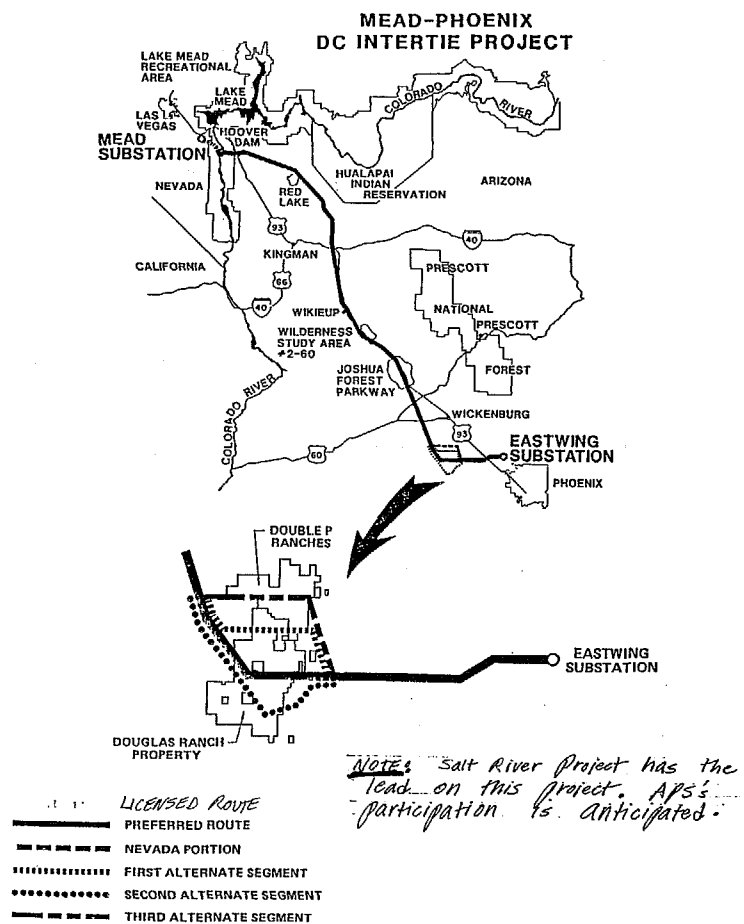 MEAD-PHOENIX
DC INTERTIE PROJECT
LAKE MEAD
RECREATIONAL
AREA
LAKE
MEAD
COLORADO
RIVER
LAS
VEGAS
HOOVER
DAM
MEAD
SUBSTATION
HUALAPAI
INDIAN
RESERVATION
ARIZONA
NEVADA
RED
LAKE
93
40
KINGMAN
CALIFORNIA
66
PRESCOTT
40
NATIONAL
WIKIEUP
PRESCOTT
WILDERNESS
STUDY AREA
#2-60
JOSHUA
FOREST
PARKWAY
FOREST
COLORADO RIVER
WICKENBURG
93
EASTWING
SUBSTATION
60
PHOENIX
DOUBLE P
RANCHES
EASTWING
SUBSTATION
DOUGLAS RANCH
PROPERTY
NOTE: Salt River Project has the
lead on this project. APS's
participation is anticipated.
LICENSED ROUTE
PREFERRED ROUTE
NEVADA PORTION
FIRST ALTERNATE SEGMENT
SECOND ALTERNATE SEGMENT
THIRD ALTERNATE SEGMENT